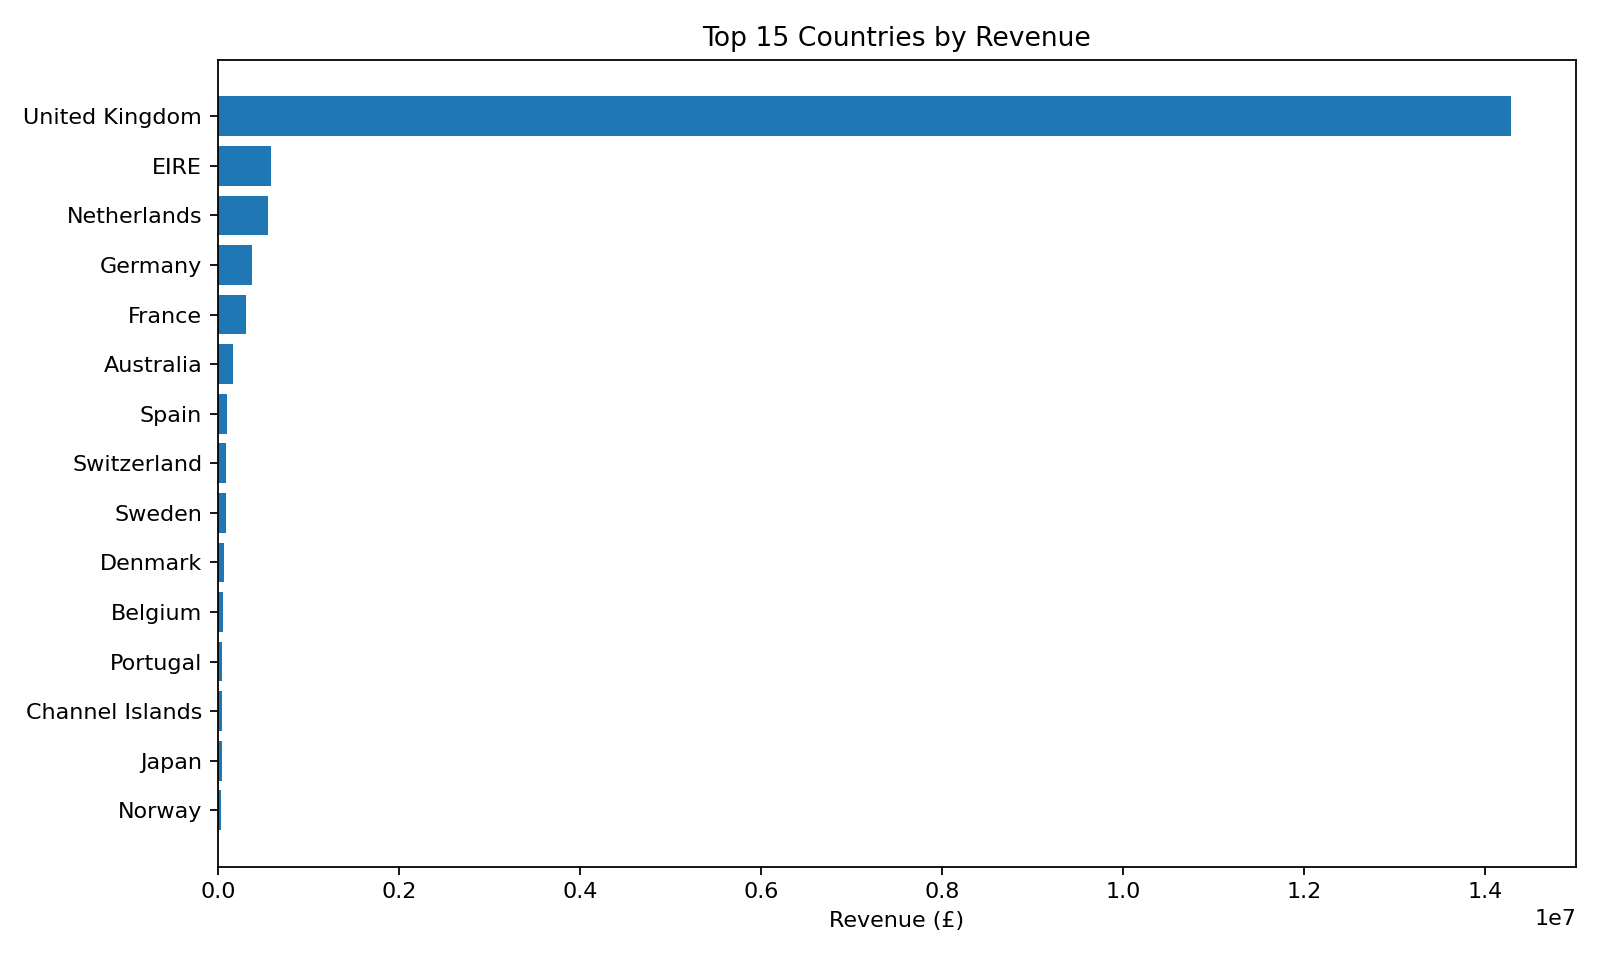 Top 15 Countries by Revenue
United Kingdom
EIRE
Netherlands
Germany
France
Australia
Spain
Switzerland
Sweden
Denmark
Belgium
Portugal
Channel Islands
Japan
Norway
0.0 0.2 0.4 0.6 0.8 1.0 1.2 1.4
Revenue (£)
1e7